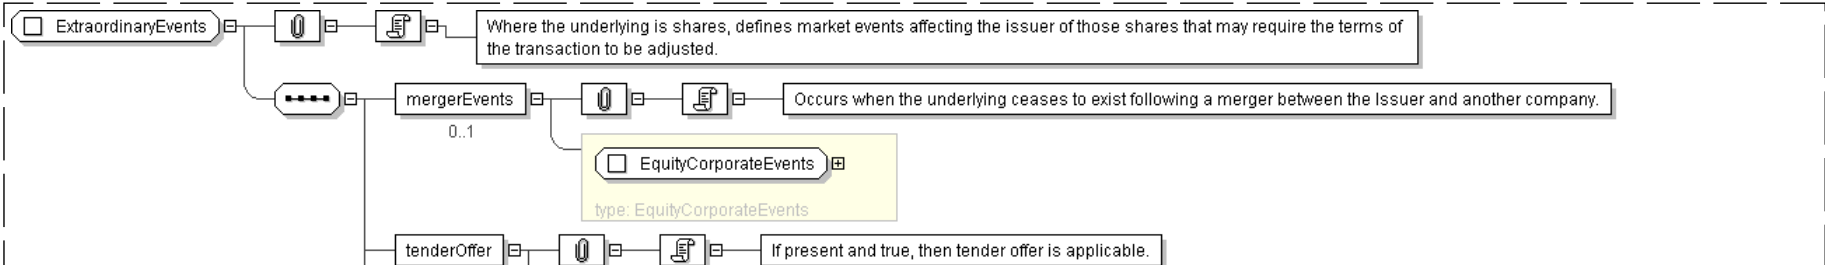 ExtraordinaryEvents
Where the underlying is shares, defines market events affecting the issuer of those shares that may require the terms of
the transaction to be adjusted.
mergerEvents
Occurs when the underlying ceases to exist following a merger between the Issuer and another company.
0..1
EquityCorporateEvents
type: EquityCorporateEvents
tenderOffer
If present and true, then tender offer is applicable.